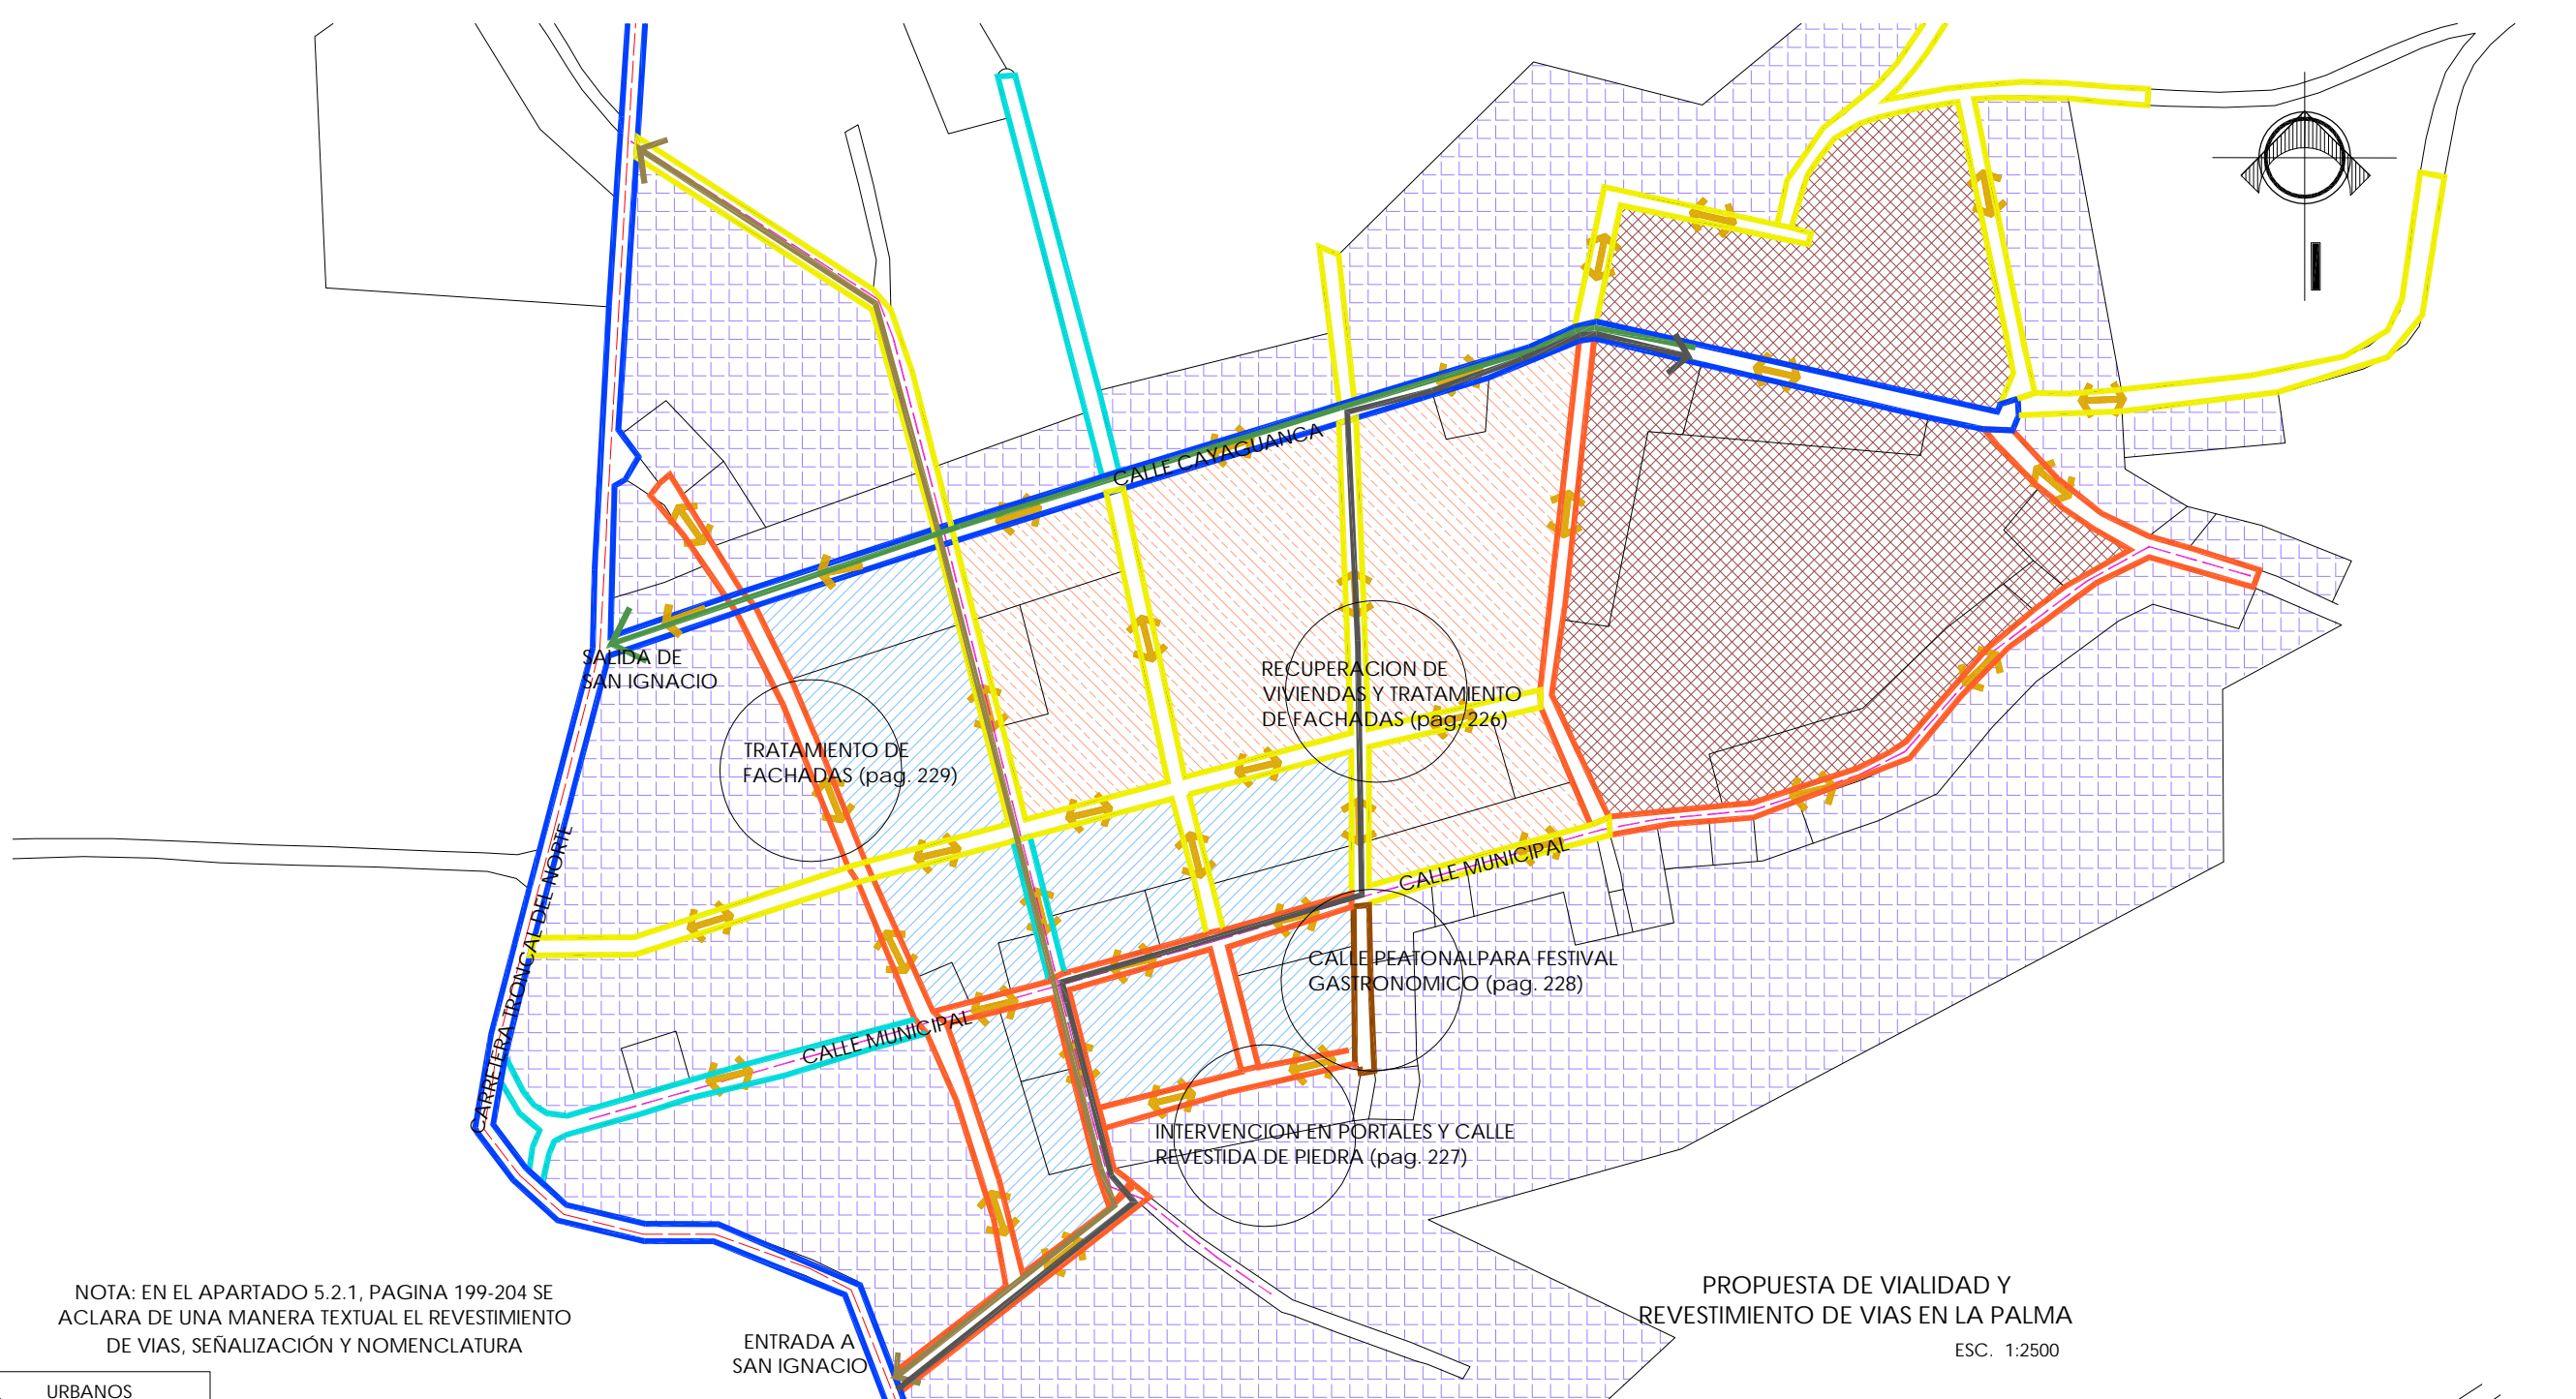 CALLE CAYAGUANCA
SALIDA DE
SAN IGNACIO
RECUPERACION DE
VIVIENDAS Y TRATAMIENTO
DE FACHADAS (pag. 226)
TRATAMIENTO DE
FACHADAS (pag. 229)
CARRETERA TRONCAL DEL NORTE
CALLE MUNICIPAL
CALLE PEATONALPARA FESTIVAL
GASTRONOMICO (pag. 228)
CALLE MUNICIPAL
INTERVENCION EN PORTALES Y CALLE
REVESTIDA DE PIEDRA (pag. 227)
NOTA: EN EL APARTADO 5.2.1, PAGINA 199-204 SE
ACLARA DE UNA MANERA TEXTUAL EL REVESTIMIENTO
DE VIAS, SEÑALIZACIÓN Y NOMENCLATURA
ENTRADA A
SAN IGNACIO
PROPUESTA DE VIALIDAD Y
REVESTIMIENTO DE VIAS EN LA PALMA
ESC. 1:2500
URBANOS